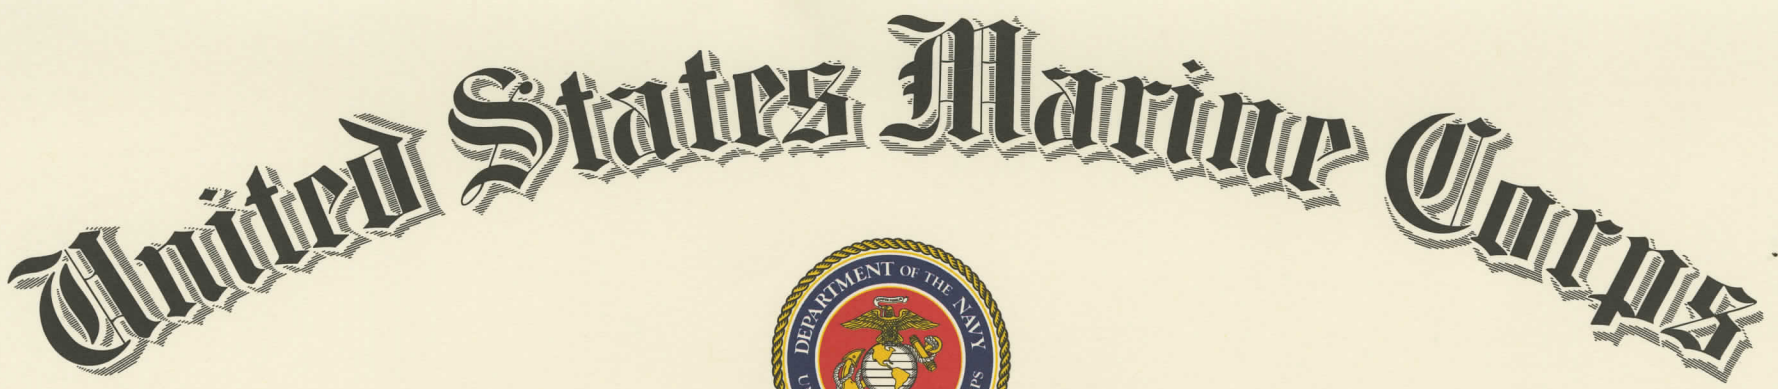 United States Marine Corps
DEPARTMENT OF THE NAVY